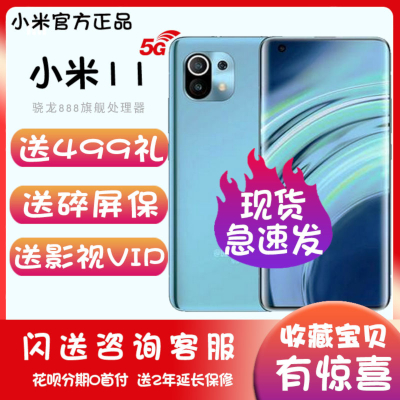 小米官方正品
5G
小米11
骁龙888旗舰处理器
送499礼
送碎屏保
送影视VIP
现货
急速发
闪送咨询客服
花呗分期0首付 送2年延长保修
收藏宝贝
有惊喜